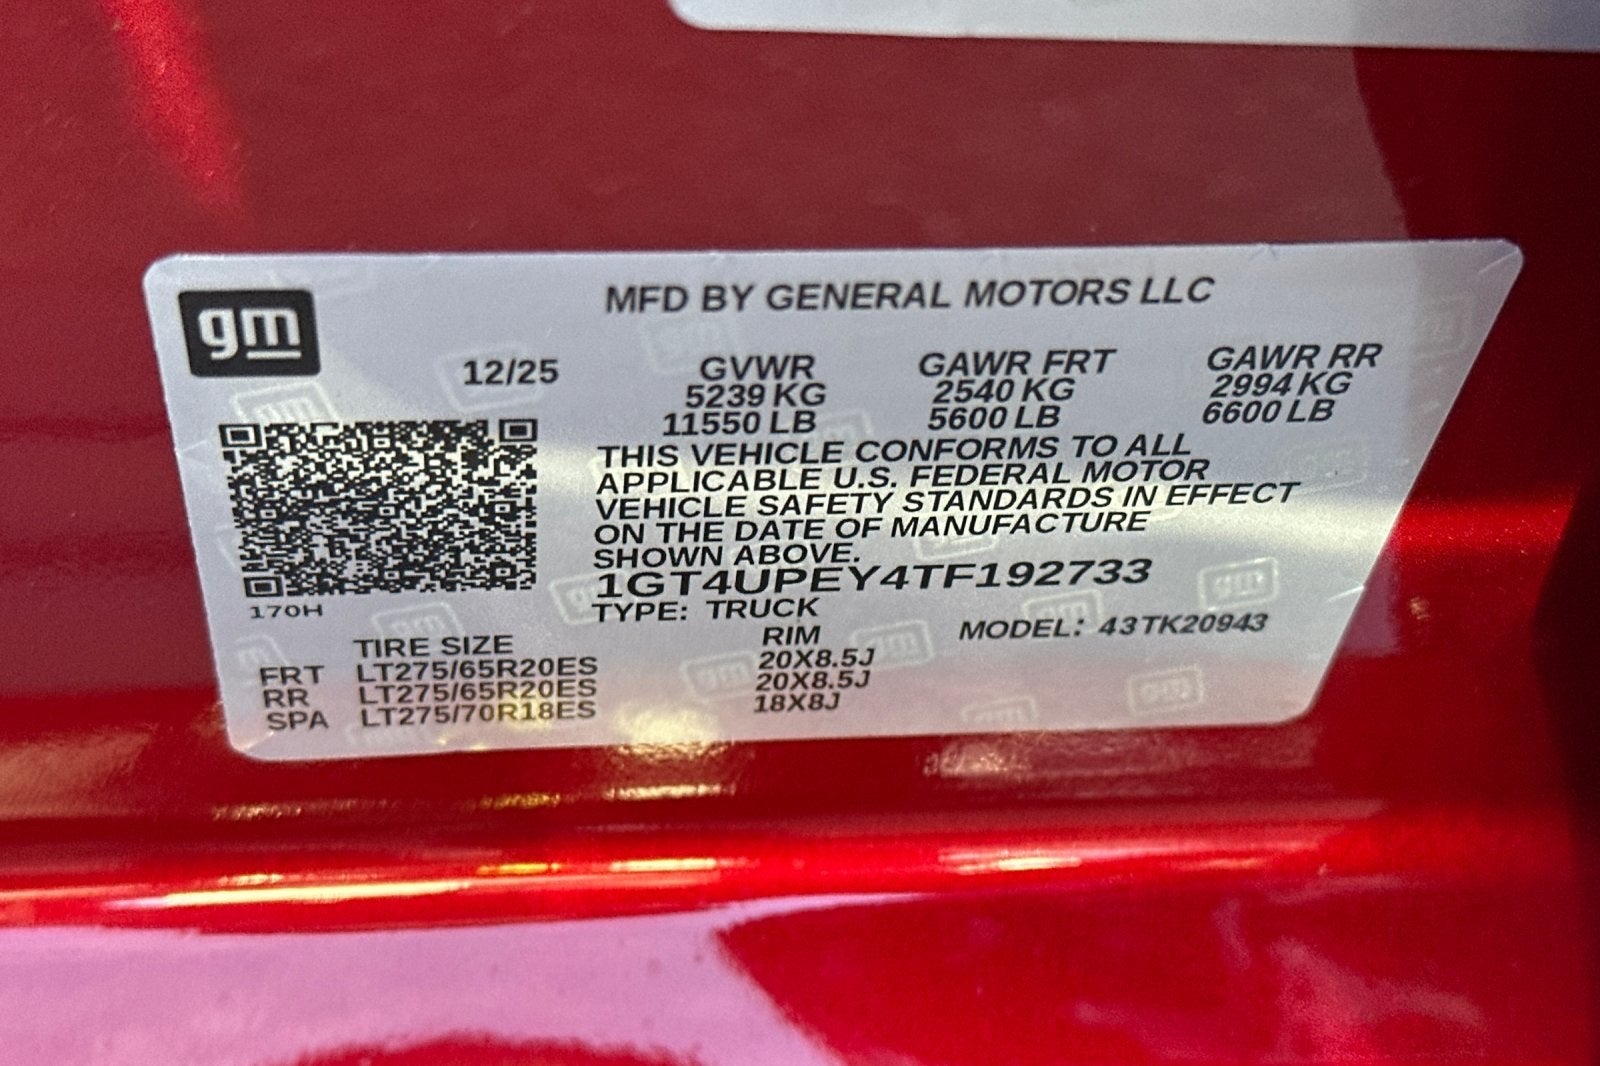 gm
MFD BY GENERAL MOTORS LLC
12/25
GVWR GAWR FRT GAWR RR
5239 KG 2540 KG 2994 KG
11550 LB 5600 LB 6600 LB
THIS VEHICLE CONFORMS TO ALL
APPLICABLE U.S. FEDERAL MOTOR
VEHICLE SAFETY STANDARDS IN EFFECT
ON THE DATE OF MANUFACTURE
SHOWN ABOVE.
1GT4UPEY4TF192733
170H
TYPE: TRUCK
MODEL: 43TK20943
TIRE SIZE RIM
FRT LT275/65R20ES 20X8.5J
RR LT275/65R20ES 20X8.5J
SPA LT275/70R18ES 18X8J